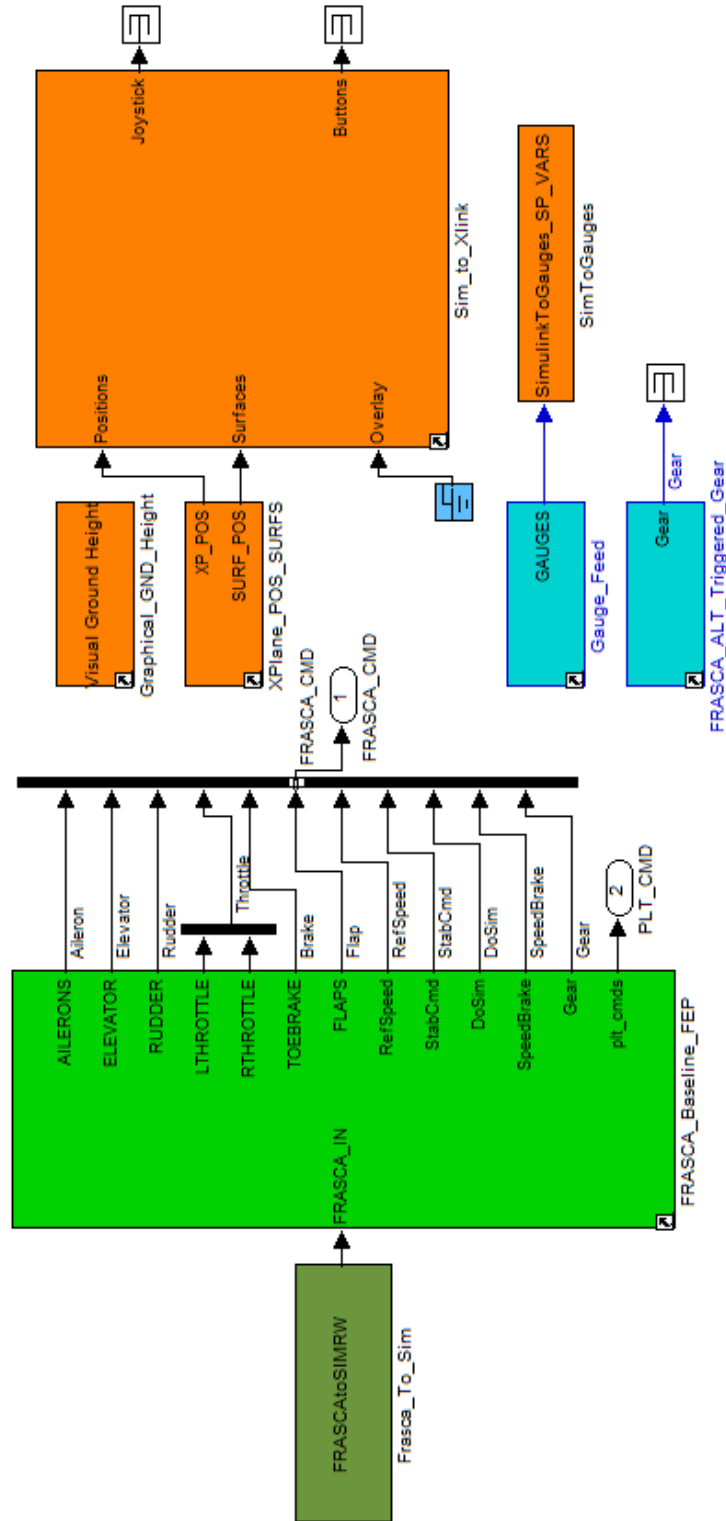 FRASCAtoSIMRW
Frasca_To_Sim
FRASCA_IN
AILERONS
ELEVATOR
RUDDER
LTHROTTLE
RTHROTTLE
TOEBRAKE
FLAPS
RefSpeed
StabCmd
DoSim
SpeedBrake
Gear
plt_cmds
FRASCA_Baseline_FEP
Aileron
Elevator
Rudder
Throttle
Brake
Flap
RefSpeed
StabCmd
DoSim
SpeedBrake
Gear
2
PLT_CMD
FRASCA_CMD
1
FRASCA_CMD
Visual Ground Height
Graphical_GND_Height
XP_POS
SURF_POS
XPlane_POS_SURFS
Positions
Surfaces
Overlay
Joystick
Buttons
Sim_to_Xlink
GAUGES
Gauge_Feed
SimulinkToGauges_SP_VARS
SimToGauges
Gear
FRASCA_ALT_Triggered_Gear
Gear